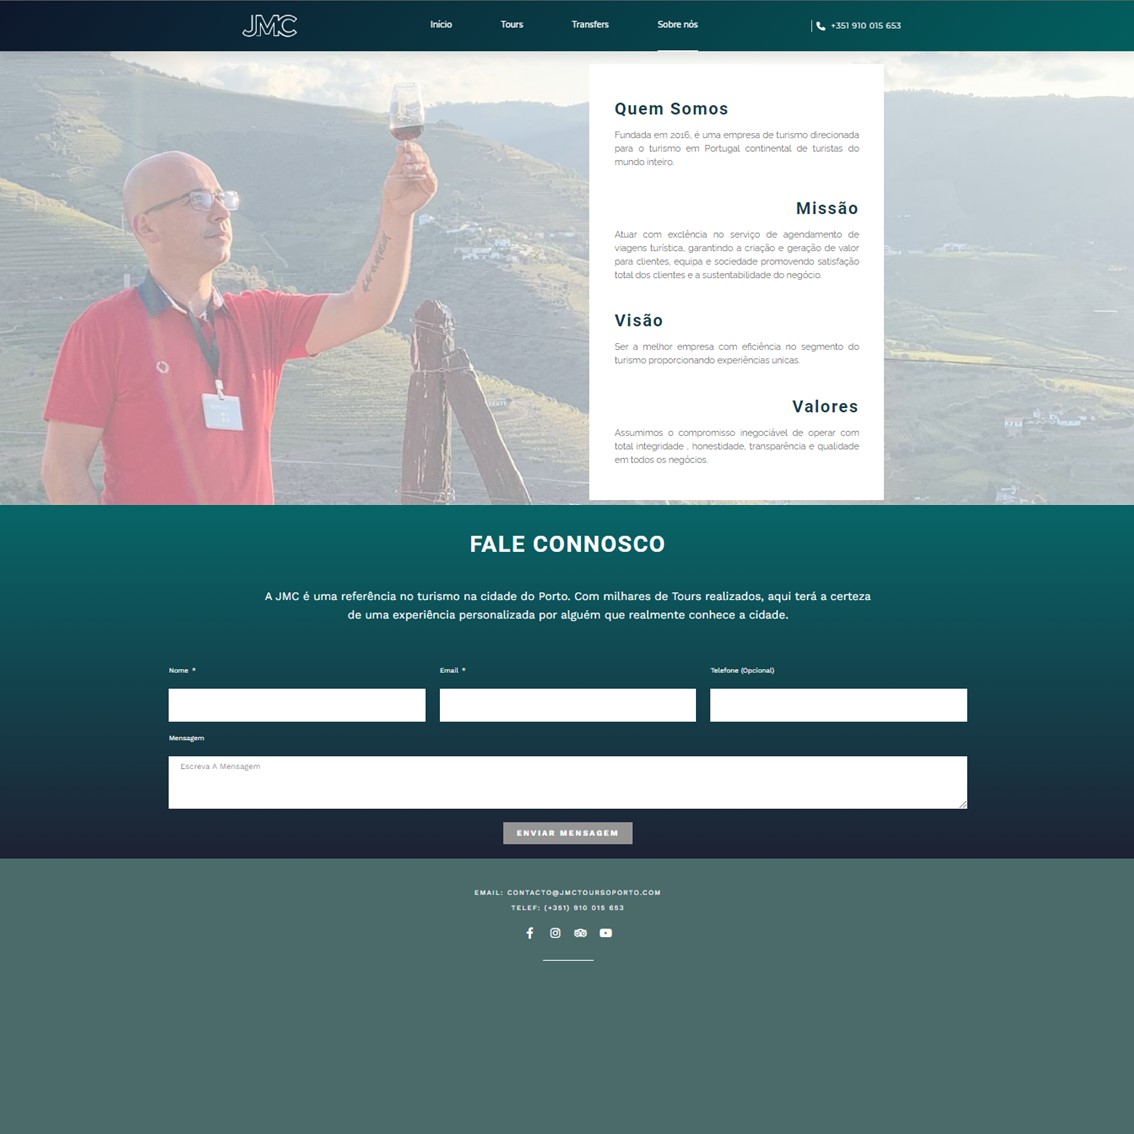 JMC
Início
Tours
Transfers
Sobre nós
+351 910 015 653
Quem Somos
Fundada em 2016, é uma empresa de turismo direcionada
para o turismo em Portugal continental de turistas do
mundo inteiro.
Missão
Atuar com exclência no serviço de agendamento de
viagens turística, garantindo a criação e geração de valor
para clientes, equipa e sociedade promovendo satisfação
total dos clientes e a sustentabilidade do negócio.
Visão
Ser a melhor empresa com eficiência no segmento do
turismo proporcionando experiências unicas.
Valores
Assumimos o compromisso inegociável de operar com
total integridade , honestidade, transparência e qualidade
em todos os negócios.
FALE CONNOSCO
A JMC é uma referência no turismo na cidade do Porto. Com milhares de Tours realizados, aqui terá a certeza
de uma experiência personalizada por alguém que realmente conhece a cidade.
Nome *
Email *
Telefone (Opcional)
Mensagem
Escreva A Mensagem
ENVIAR MENSAGEM
EMAIL: CONTACTO@JMCTOURSOPORTO.COM
TELEF: (+351) 910 015 653